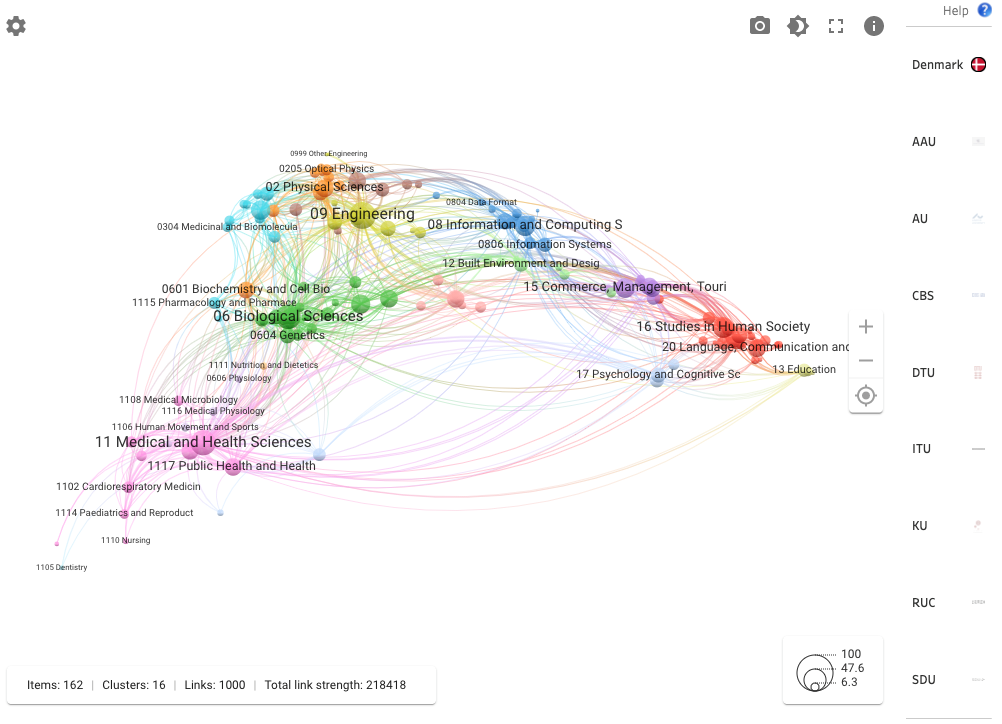 Help
Denmark
AAU
AU
CBS
DTU
ITU
KU
RUC
SDU
0999 Other Engineering
0205 Optical Physics
02 Physical Sciences
0804 Data Format
09 Engineering
08 Information and Computing S
0304 Medicinal and Biomolecula
0806 Information Systems
12 Built Environment and Desig
0601 Biochemistry and Cell Bio
15 Commerce, Management, Touri
1115 Pharmacology and Pharmace
06 Biological Sciences
16 Studies in Human Society
0604 Genetics
20 Language, Communication and
1111 Nutrition and Dietetics
13 Education
0606 Physiology
17 Psychology and Cognitive Sc
1108 Medical Microbiology
1116 Medical Physiology
1106 Human Movement and Sports
11 Medical and Health Sciences
1117 Public Health and Health
1102 Cardiorespiratory Medicin
1114 Paediatrics and Reproduct
1110 Nursing
1105 Dentistry
100
47.6
6.3
Items: 162 | Clusters: 16 | Links: 1000 | Total link strength: 218418